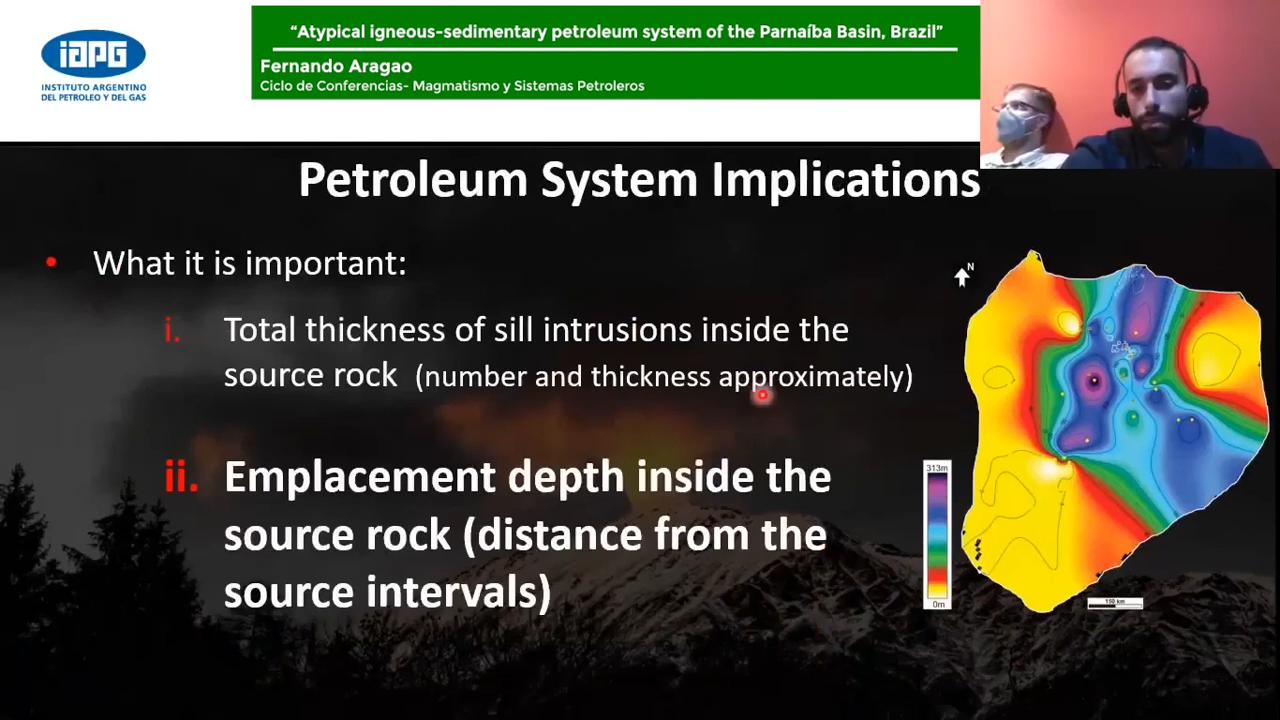 iAPG
INSTITUTO ARGENTINO
DEL PETROLEO Y DEL GAS
“Atypical igneous-sedimentary petroleum system of the Parnaíba Basin, Brazil”
Fernando Aragao
Ciclo de Conferencias- Magmatismo y Sistemas Petroleros
Petroleum System Implications
• What it is important:
i. Total thickness of sill intrusions inside the
source rock (number and thickness approximately)
ii. Emplacement depth inside the
source rock (distance from the
source intervals)
N
313m
0m
150 km